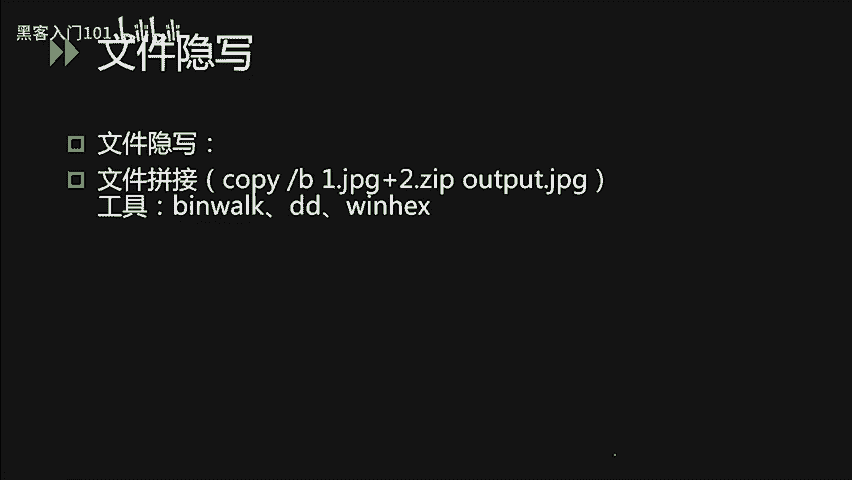 黑客入门101 bilibili
文件隐写
文件隐写：
文件拼接（copy /b 1.jpg+2.zip output.jpg）
工具：binwalk、dd、winhex